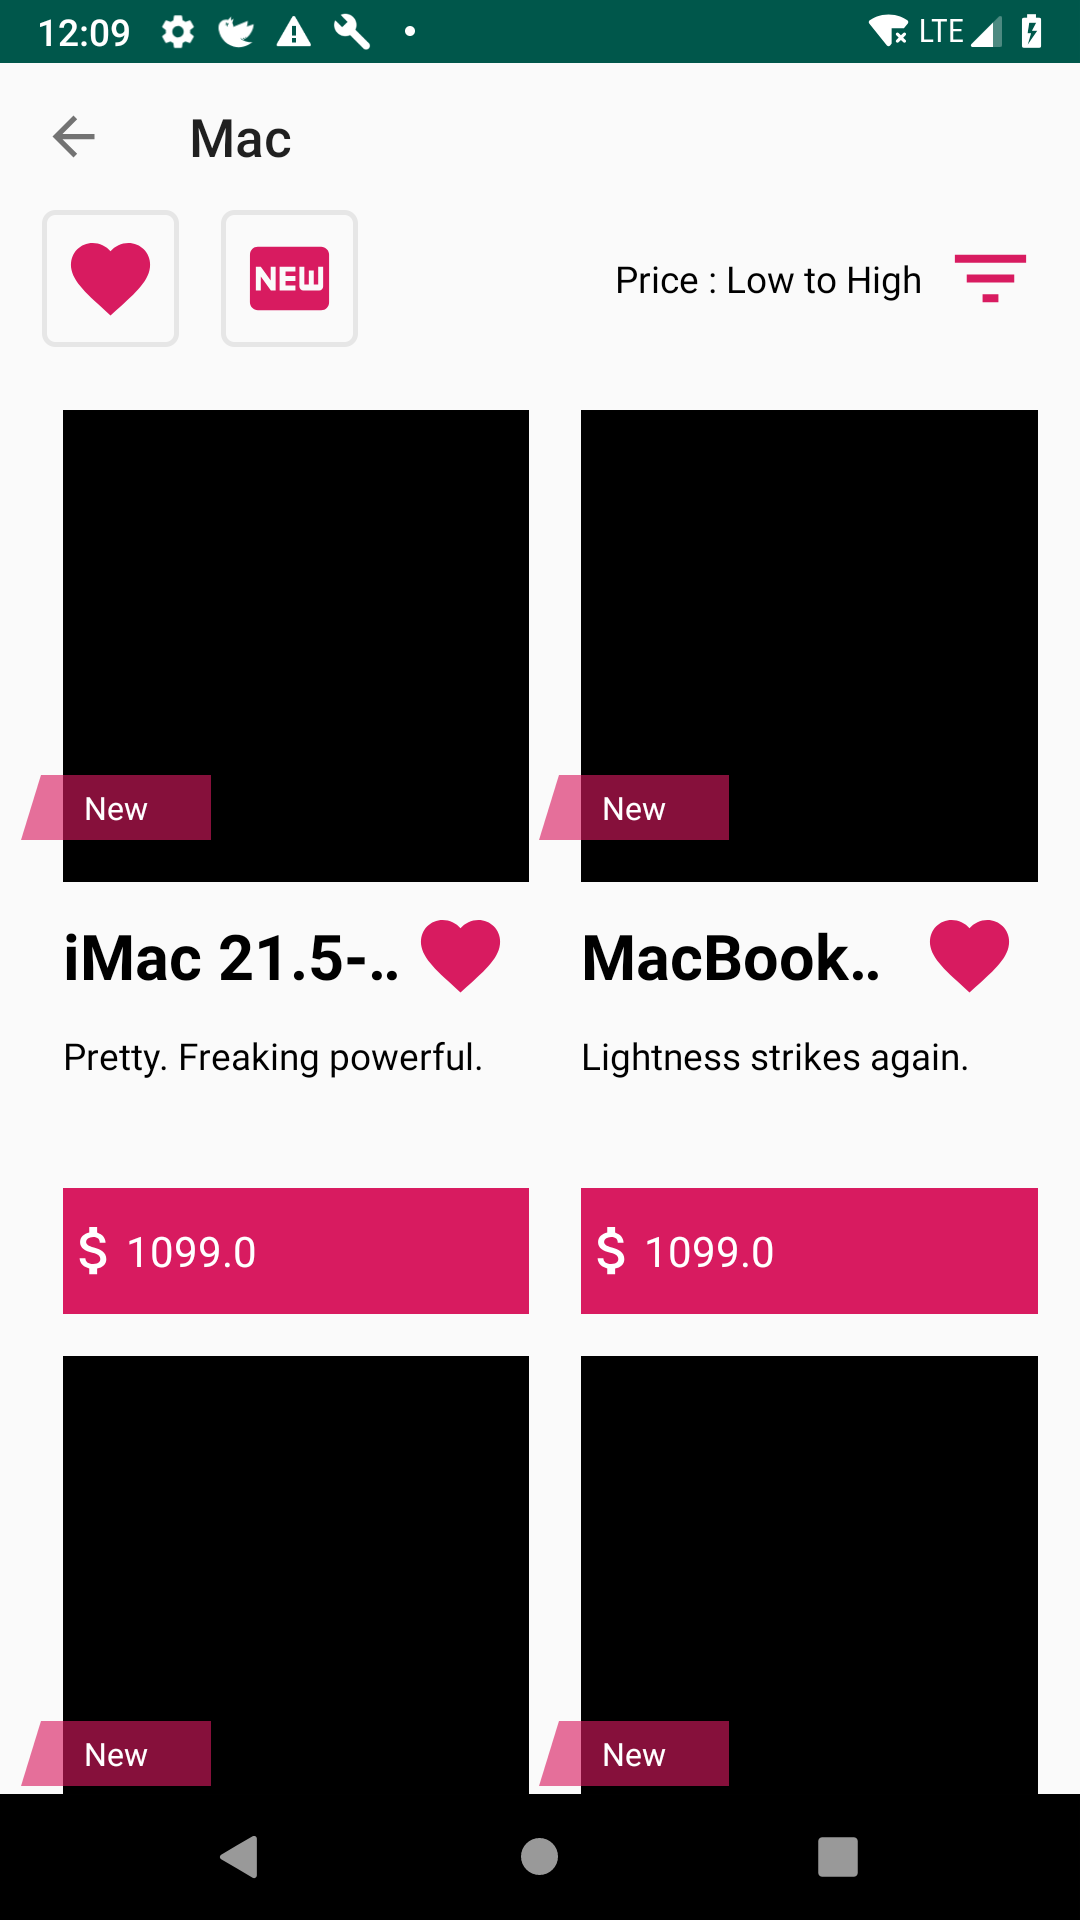 12:09 LTE
Mac
NEW Price : Low to High
New New
iMac 21.5-.. MacBook..
Pretty. Freaking powerful. Lightness strikes again.
$ 1099.0 $ 1099.0
New New